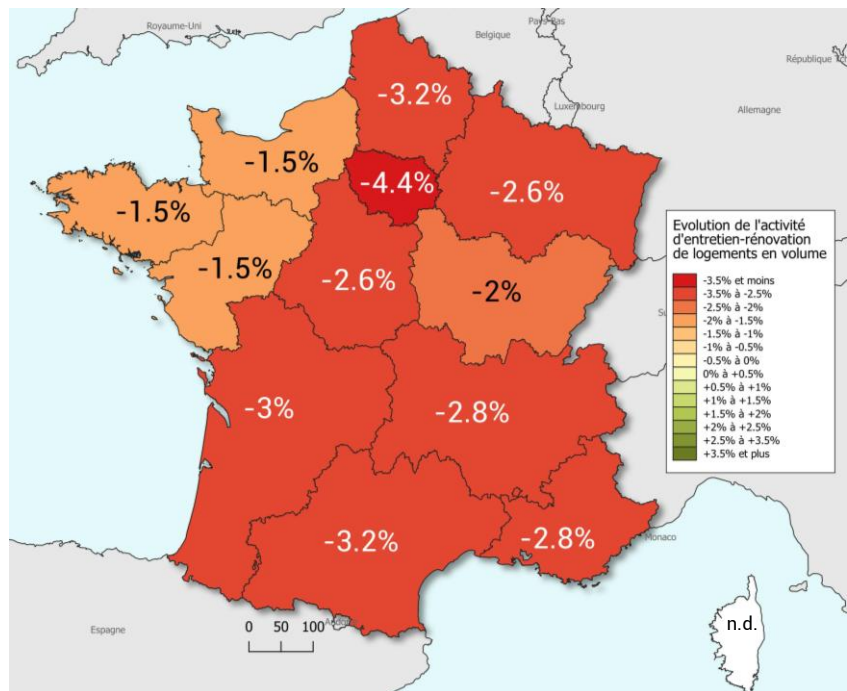 Royaume-Uni
Pays-Bas
Belgique
République Tch
Luxembourg
Allemagne
-3.2%
-1.5%
-4.4%
-2.6%
-1.5%
-1.5%
-2.6%
-2%
-3%
-2.8%
-3.2%
-2.8%
Monaco
Espagne
0 50 100
n.d.
Evolution de l'activité
d'entretien-rénovation
de logements en volume
-3.5% et moins
-3.5% à -2.5%
-2.5% à -2%
-2% à -1.5%
-1.5% à -1%
-1% à -0.5%
-0.5% à 0%
0% à +0.5%
+0.5% à +1%
+1% à +1.5%
+1.5% à +2%
+2% à +2.5%
+2.5% à +3.5%
+3.5% et plus